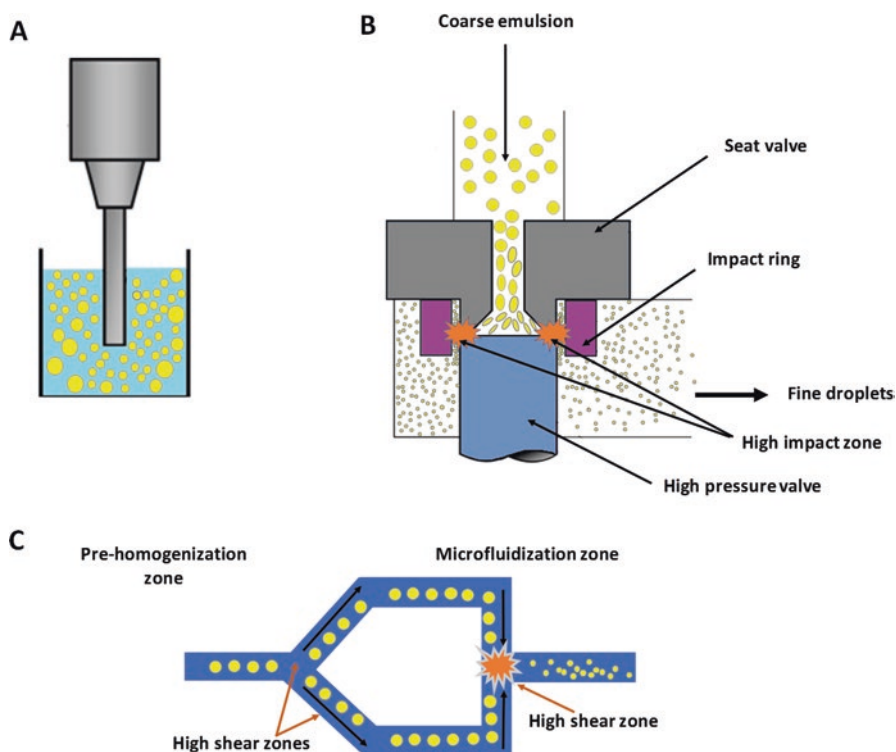 A
B
Coarse emulsion
Seat valve
Impact ring
Fine droplets
High impact zone
High pressure valve
C
Pre-homogenization
zone
Microfluidization zone
High shear zones
High shear zone